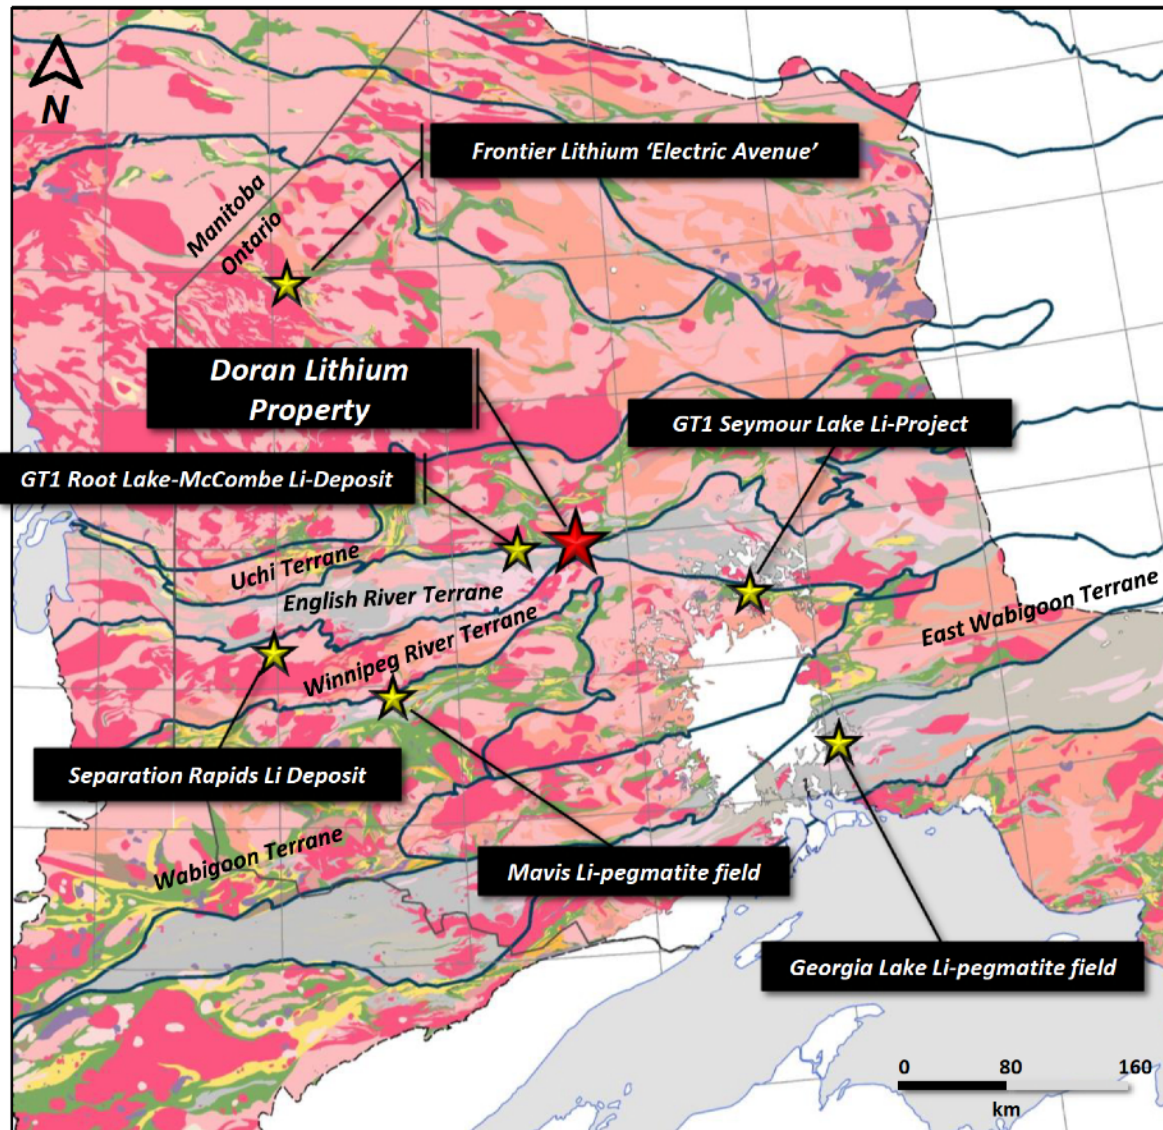 N
Frontier Lithium ‘Electric Avenue’
Manitoba
Ontario
Doran Lithium
Property
GT1 Seymour Lake Li-Project
GT1 Root Lake-McCombe Li-Deposit
Uchi Terrane
English River Terrane
Winnipeg River Terrane
East Wabigoon Terrane
Separation Rapids Li Deposit
Wabigoon Terrane
Mavis Li-pegmatite field
Georgia Lake Li-pegmatite field
0 80 160
km